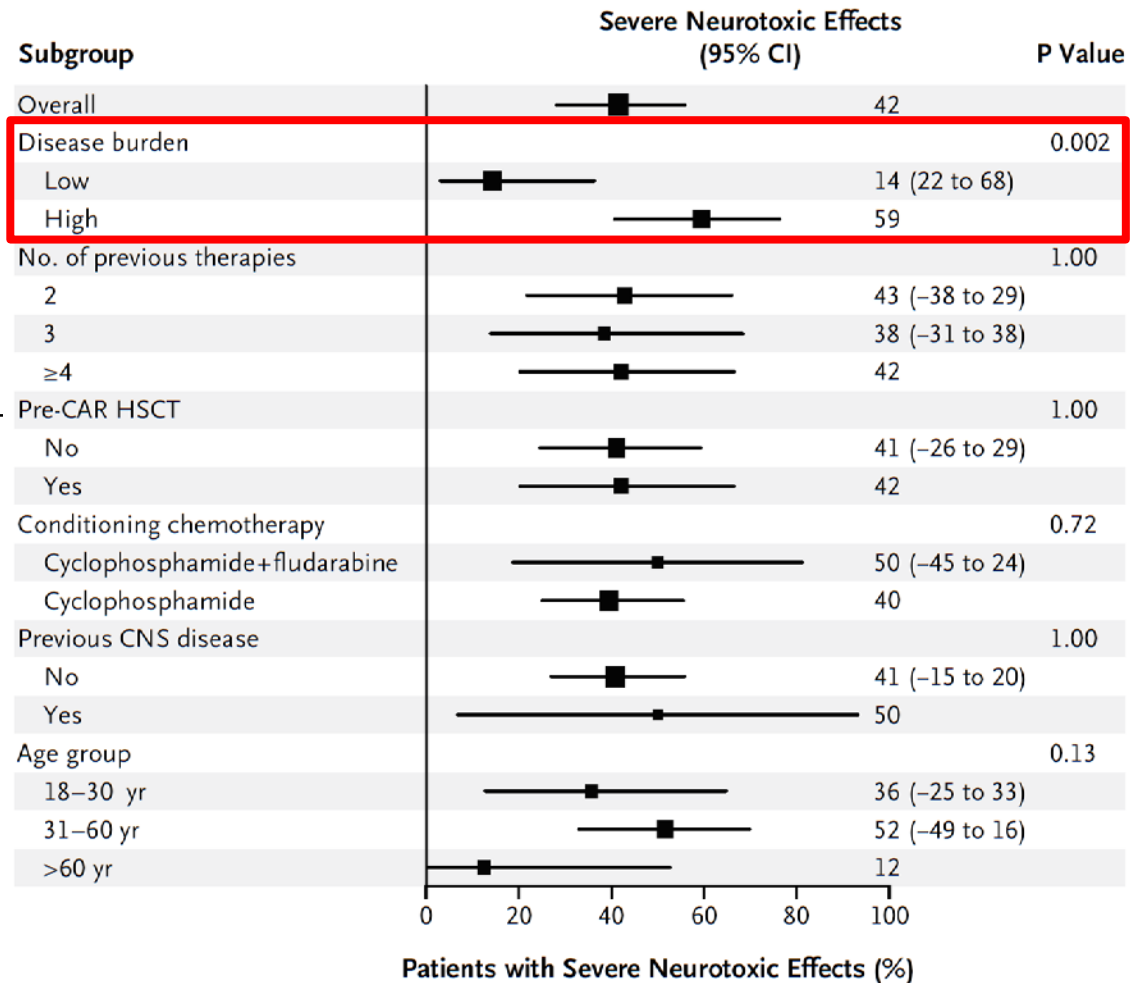 Subgroup Severe Neurotoxic Effects (95% CI) P Value
Overall 42
Disease burden 0.002
Low 14 (22 to 68)
High 59
No. of previous therapies 1.00
2 43 (–38 to 29)
3 38 (–31 to 38)
≥4 42
Pre-CAR HSCT 1.00
No 41 (–26 to 29)
Yes 42
Conditioning chemotherapy 0.72
Cyclophosphamide+fludarabine 50 (–45 to 24)
Cyclophosphamide 40
Previous CNS disease 1.00
No 41 (–15 to 20)
Yes 50
Age group 0.13
18–30 yr 36 (–25 to 33)
31–60 yr 52 (–49 to 16)
>60 yr 12
0 20 40 60 80 100
Patients with Severe Neurotoxic Effects (%)